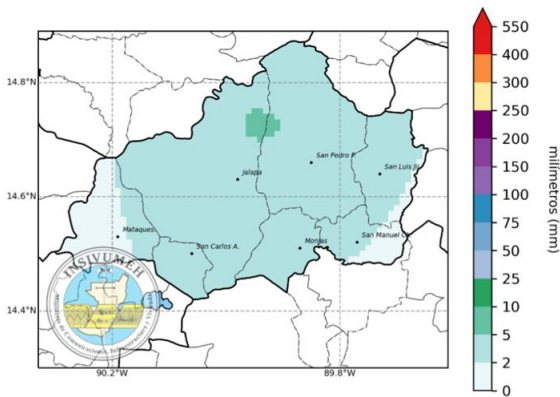 14.8°N
14.6°N
14.4°N
90.2°W
89.8°W
Jalapa
San Pedro P.
San Luis Jil
Mataques
San Carlos A.
Monjas
San Manuel Ch
INSIVUMEH
550
400
300
250
200
150
100
75
50
25
10
5
2
0
milímetros (mm)